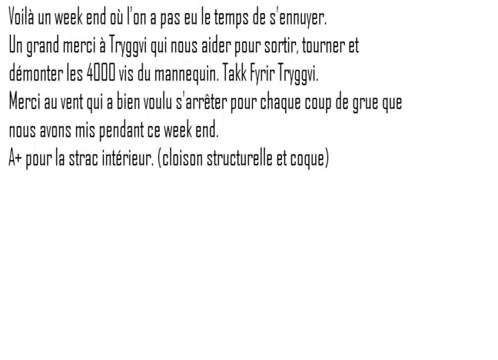 Voilà un week end où l'on a pas eu le temps de s'ennuyer.
Un grand merci à Tryggvi qui nous aider pour sortir, tourner et
démonter les 4000 vis du mannequin. Takk Fyrir Tryggvi.
Merci au vent qui a bien voulu s'arrêter pour chaque coup de grue que
nous avons mis pendant ce week end.
A+ pour la strac intérieur. (cloison structurelle et coque)